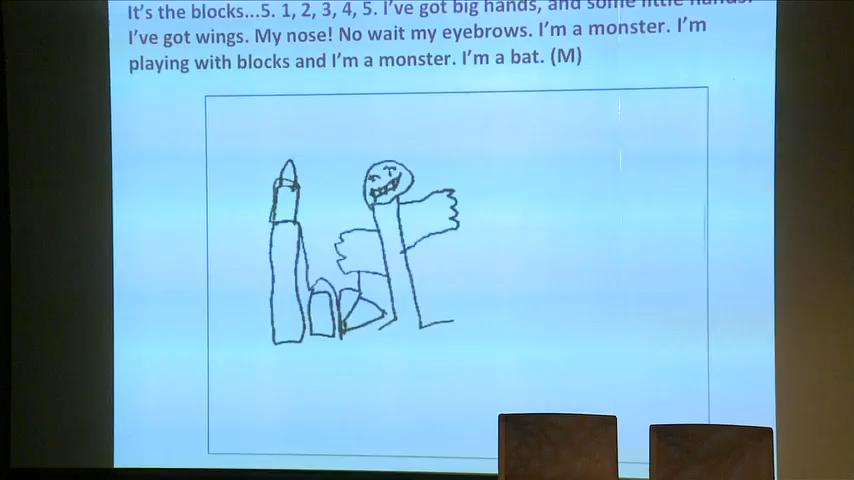 It's the blocks...5. 1, 2, 3, 4, 5. I've got big hands, and some little hands.
I've got wings. My nose! No wait my eyebrows. I'm a monster. I'm
playing with blocks and I'm a monster. I'm a bat. (M)